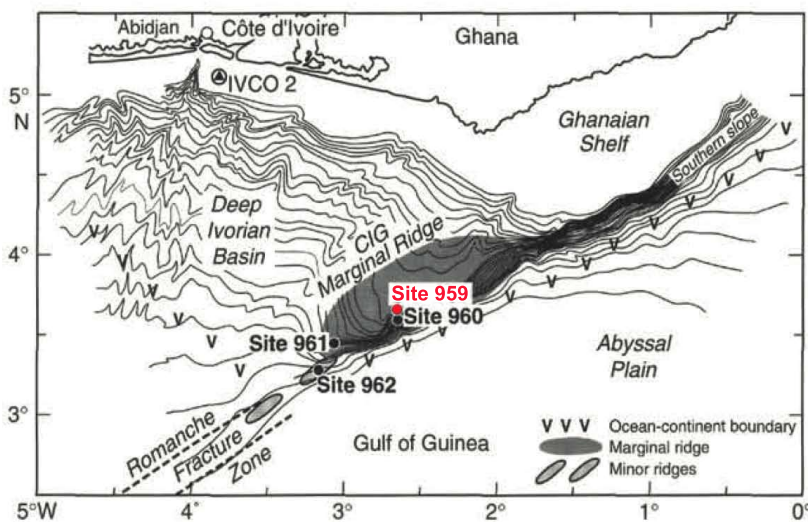 Abidjan
Côte d'Ivoire
Ghana
IVCO 2
5°
N
Ghanaian
Shelf
Southern slope
Deep
Ivorian
Basin
CIG
Marginal Ridge
4°
Site 959
Site 960
Site 961
Site 962
Abyssal
Plain
3°
Romanche
Fracture
Zone
Gulf of Guinea
V V V Ocean-continent boundary
Marginal ridge
Minor ridges
5°W
4°
3°
2°
1°
0°